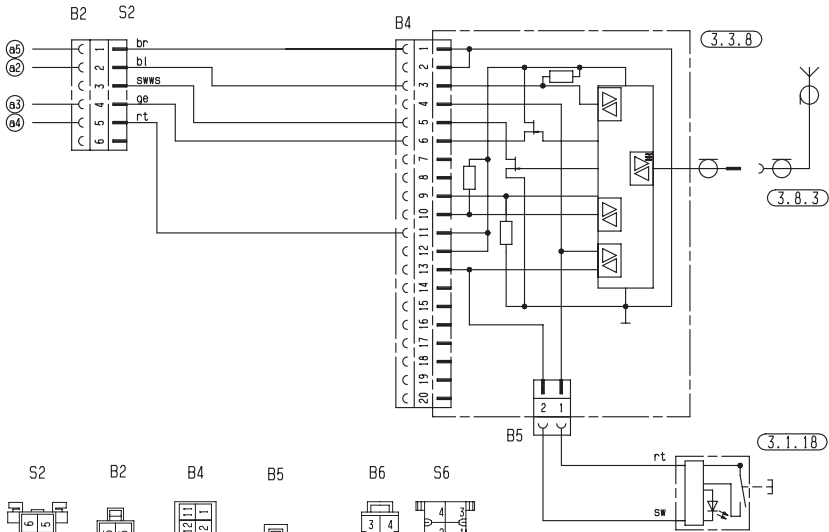 B2 S2 B4
3.3.8
a5 1 br 1
a2 2 bl 2
3 swws 3
a3 4 ge 4
a4 5 rt 5
6 6
7
8
3.8.3
9
10
11
12
13
14
15
16
17
18
19
20
2 1
B5
3.1.18
rt
sw
S2 B2 B4 B5 B6 S6
6 5
11 1
12 2
3 4
4 3